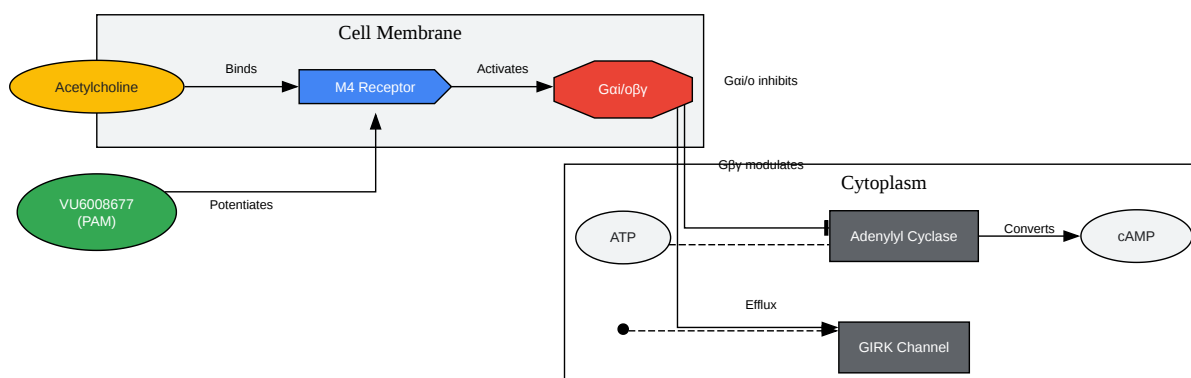 Cell Membrane
Acetylcholine
Binds
M4 Receptor
Activates
Gαi/oβγ
Gαi/o inhibits
Gβγ modulates
VU6008677
(PAM)
Potentiates
Cytoplasm
ATP
Adenylyl Cyclase
Converts
cAMP
Efflux
GIRK Channel